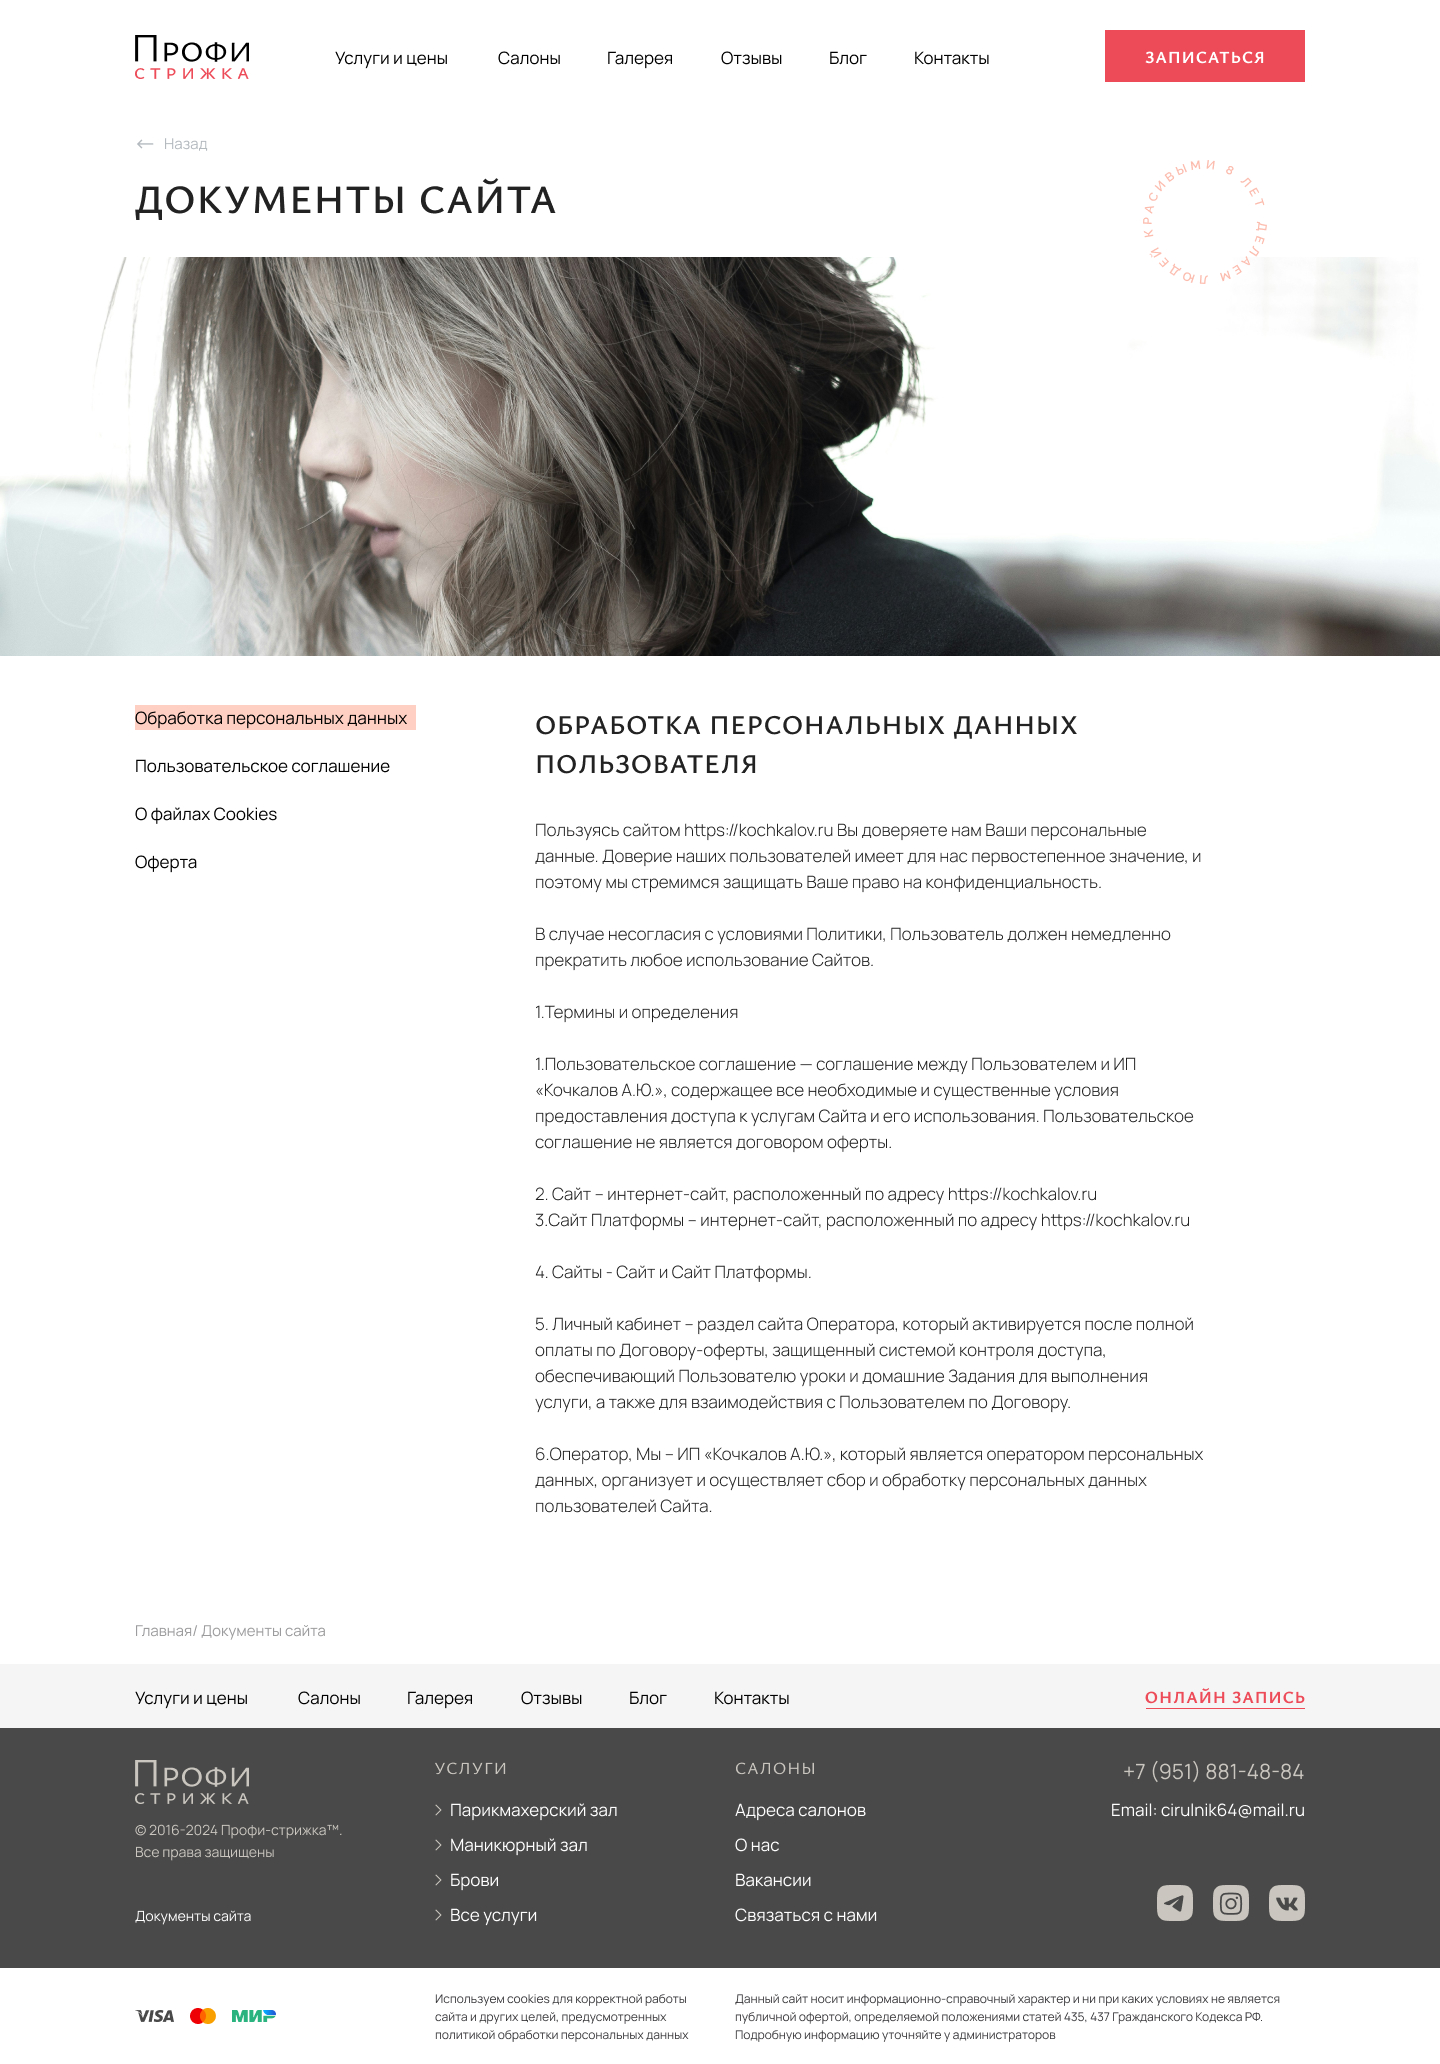 Профи
СТРИЖКА
Услуги и цены
Салоны
Галерея
Отзывы
Блог
Контакты
ЗАПИСАТЬСЯ
Назад
ДОКУМЕНТЫ САЙТА
8 ЛЕТ ДЕЛАЕМ ЛЮДЕЙ КРАСИВЫМИ
Обработка персональных данных
Пользовательское соглашение
О файлах Cookies
Оферта
ОБРАБОТКА ПЕРСОНАЛЬНЫХ ДАННЫХ
ПОЛЬЗОВАТЕЛЯ
Пользуясь сайтом https://kochkalov.ru Вы доверяете нам Ваши персональные
данные. Доверие наших пользователей имеет для нас первостепенное значение, и
поэтому мы стремимся защищать Ваше право на конфиденциальность.
В случае несогласия с условиями Политики, Пользователь должен немедленно
прекратить любое использование Сайтов.
1.Термины и определения
1.Пользовательское соглашение — соглашение между Пользователем и ИП
«Кочкалов А.Ю.», содержащее все необходимые и существенные условия
предоставления доступа к услугам Сайта и его использования. Пользовательское
соглашение не является договором оферты.
2. Сайт – интернет-сайт, расположенный по адресу https://kochkalov.ru
3.Сайт Платформы – интернет-сайт, расположенный по адресу https://kochkalov.ru
4. Сайты - Сайт и Сайт Платформы.
5. Личный кабинет – раздел сайта Оператора, который активируется после полной
оплаты по Договору-оферты, защищенный системой контроля доступа,
обеспечивающий Пользователю уроки и домашние Задания для выполнения
услуги, а также для взаимодействия с Пользователем по Договору.
6.Оператор, Мы – ИП «Кочкалов А.Ю.», который является оператором персональных
данных, организует и осуществляет сбор и обработку персональных данных
пользователей Сайта.
Главная/ Документы сайта
Услуги и цены
Салоны
Галерея
Отзывы
Блог
Контакты
ОНЛАЙН ЗАПИСЬ
Профи
СТРИЖКА
© 2016-2024 Профи-стрижка™.
Все права защищены
Документы сайта
УСЛУГИ
Парикмахерский зал
Маникюрный зал
Брови
Все услуги
САЛОНЫ
Адреса салонов
О нас
Вакансии
Связаться с нами
+7 (951) 881-48-84
Email: cirulnik64@mail.ru
VISA
МИР
Используем cookies для корректной работы
сайта и других целей, предусмотренных
политикой обработки персональных данных
Данный сайт носит информационно-справочный характер и ни при каких условиях не является
публичной офертой, определяемой положениями статей 435, 437 Гражданского Кодекса РФ.
Подробную информацию уточняйте у администраторов